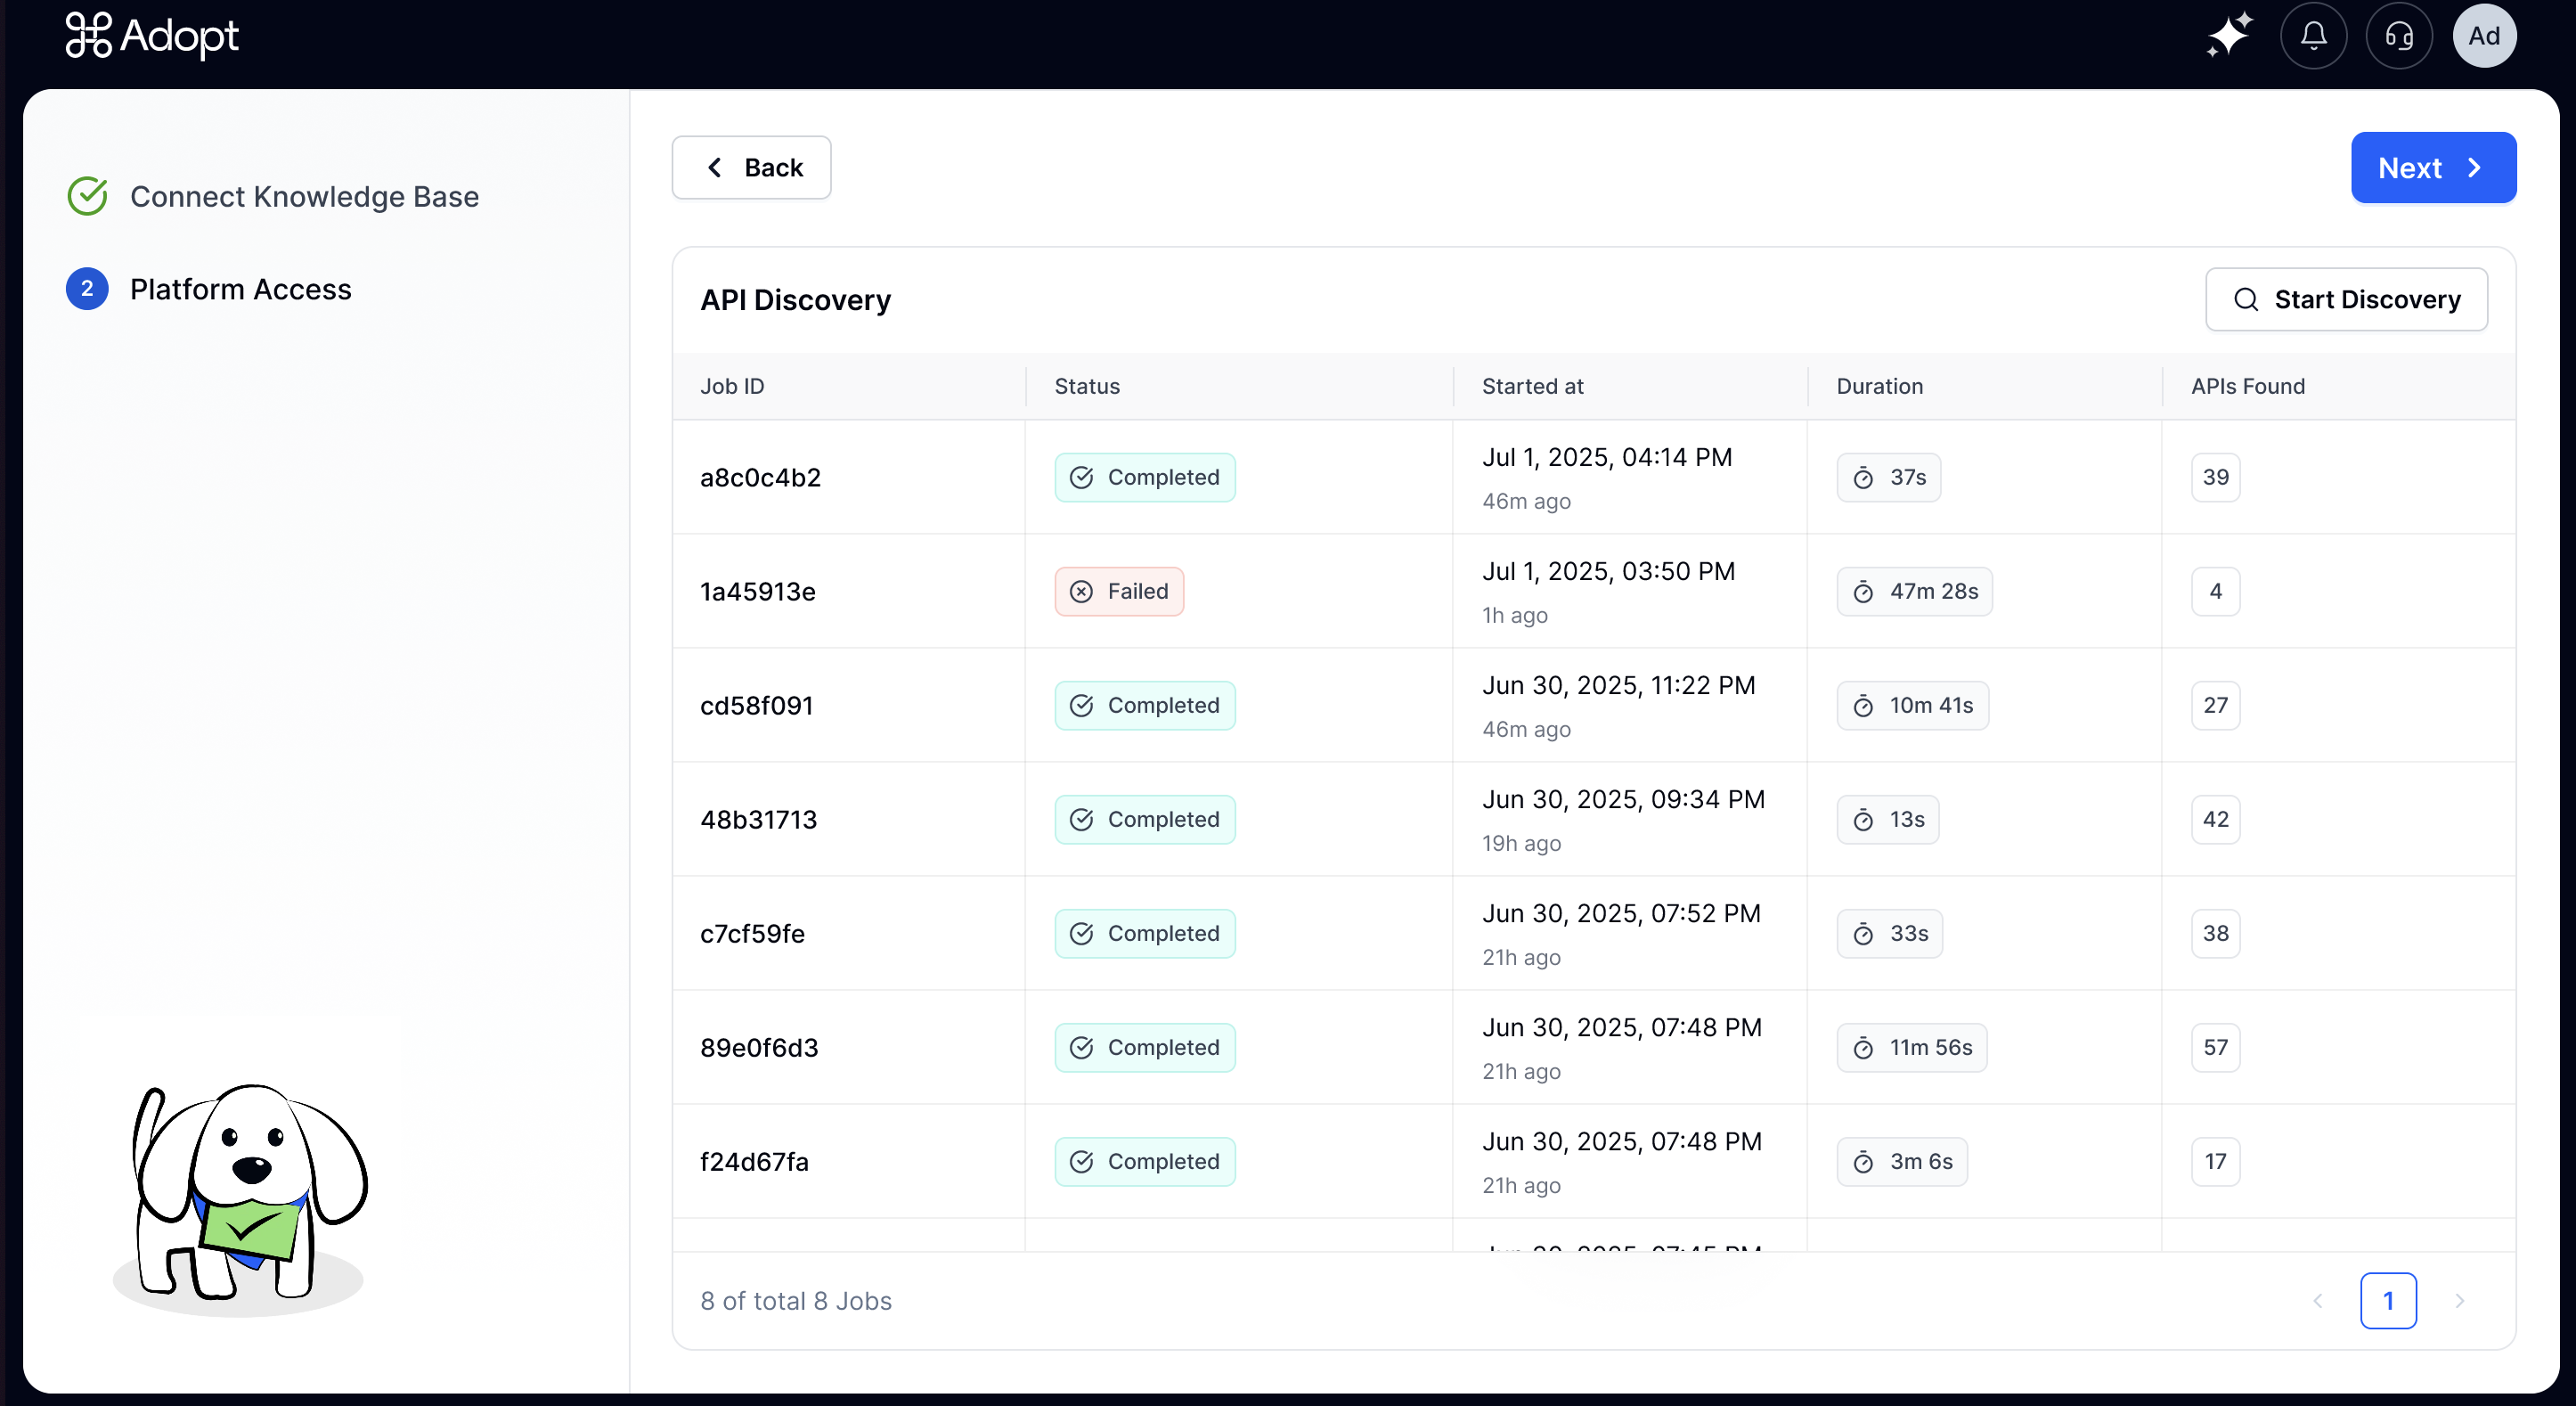 Adopt
Ad
Connect Knowledge Base
2 Platform Access
Back
Next
API Discovery
Start Discovery
Job ID Status Started at Duration APIs Found
a8c0c4b2 Completed Jul 1, 2025, 04:14 PM 37s 39
46m ago
1a45913e Failed Jul 1, 2025, 03:50 PM 47m 28s 4
1h ago
cd58f091 Completed Jun 30, 2025, 11:22 PM 10m 41s 27
46m ago
48b31713 Completed Jun 30, 2025, 09:34 PM 13s 42
19h ago
c7cf59fe Completed Jun 30, 2025, 07:52 PM 33s 38
21h ago
89e0f6d3 Completed Jun 30, 2025, 07:48 PM 11m 56s 57
21h ago
f24d67fa Completed Jun 30, 2025, 07:48 PM 3m 6s 17
21h ago
8 of total 8 Jobs
1